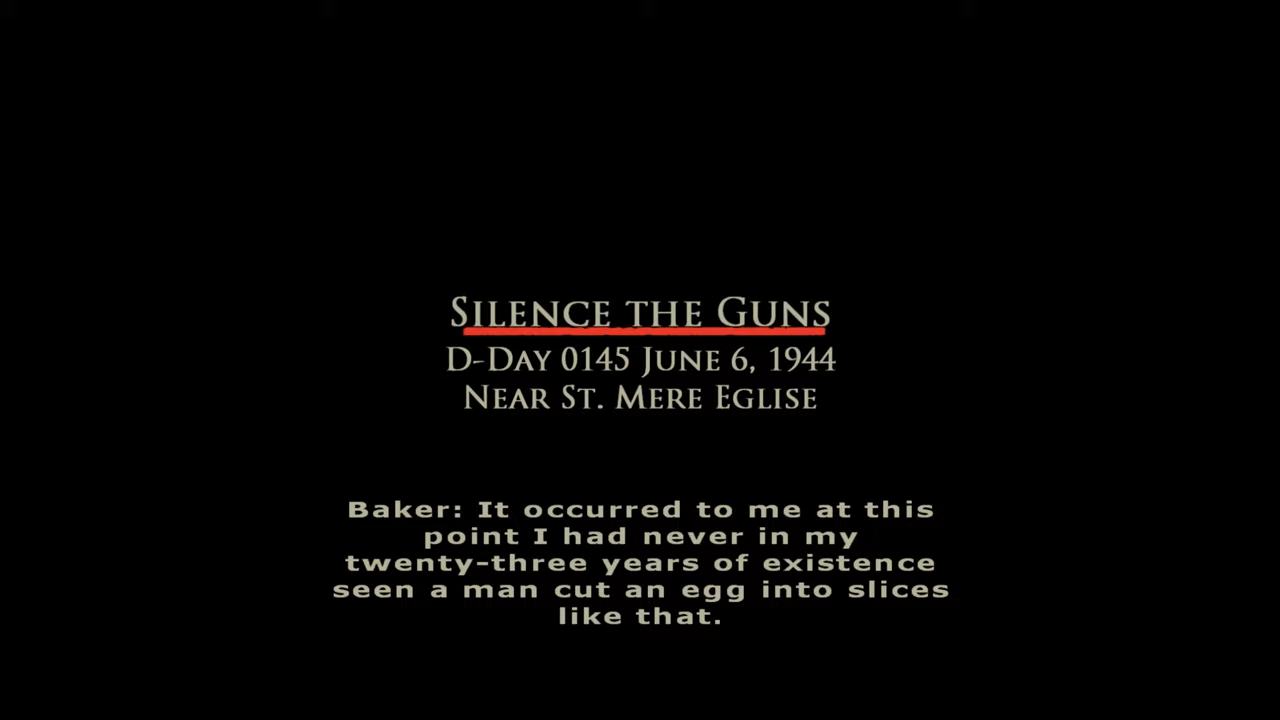 Silence the Guns
D-Day 0145 June 6, 1944
Near St. Mere Eglise
Baker: It occurred to me at this
point I had never in my
twenty-three years of existence
seen a man cut an egg into slices
like that.